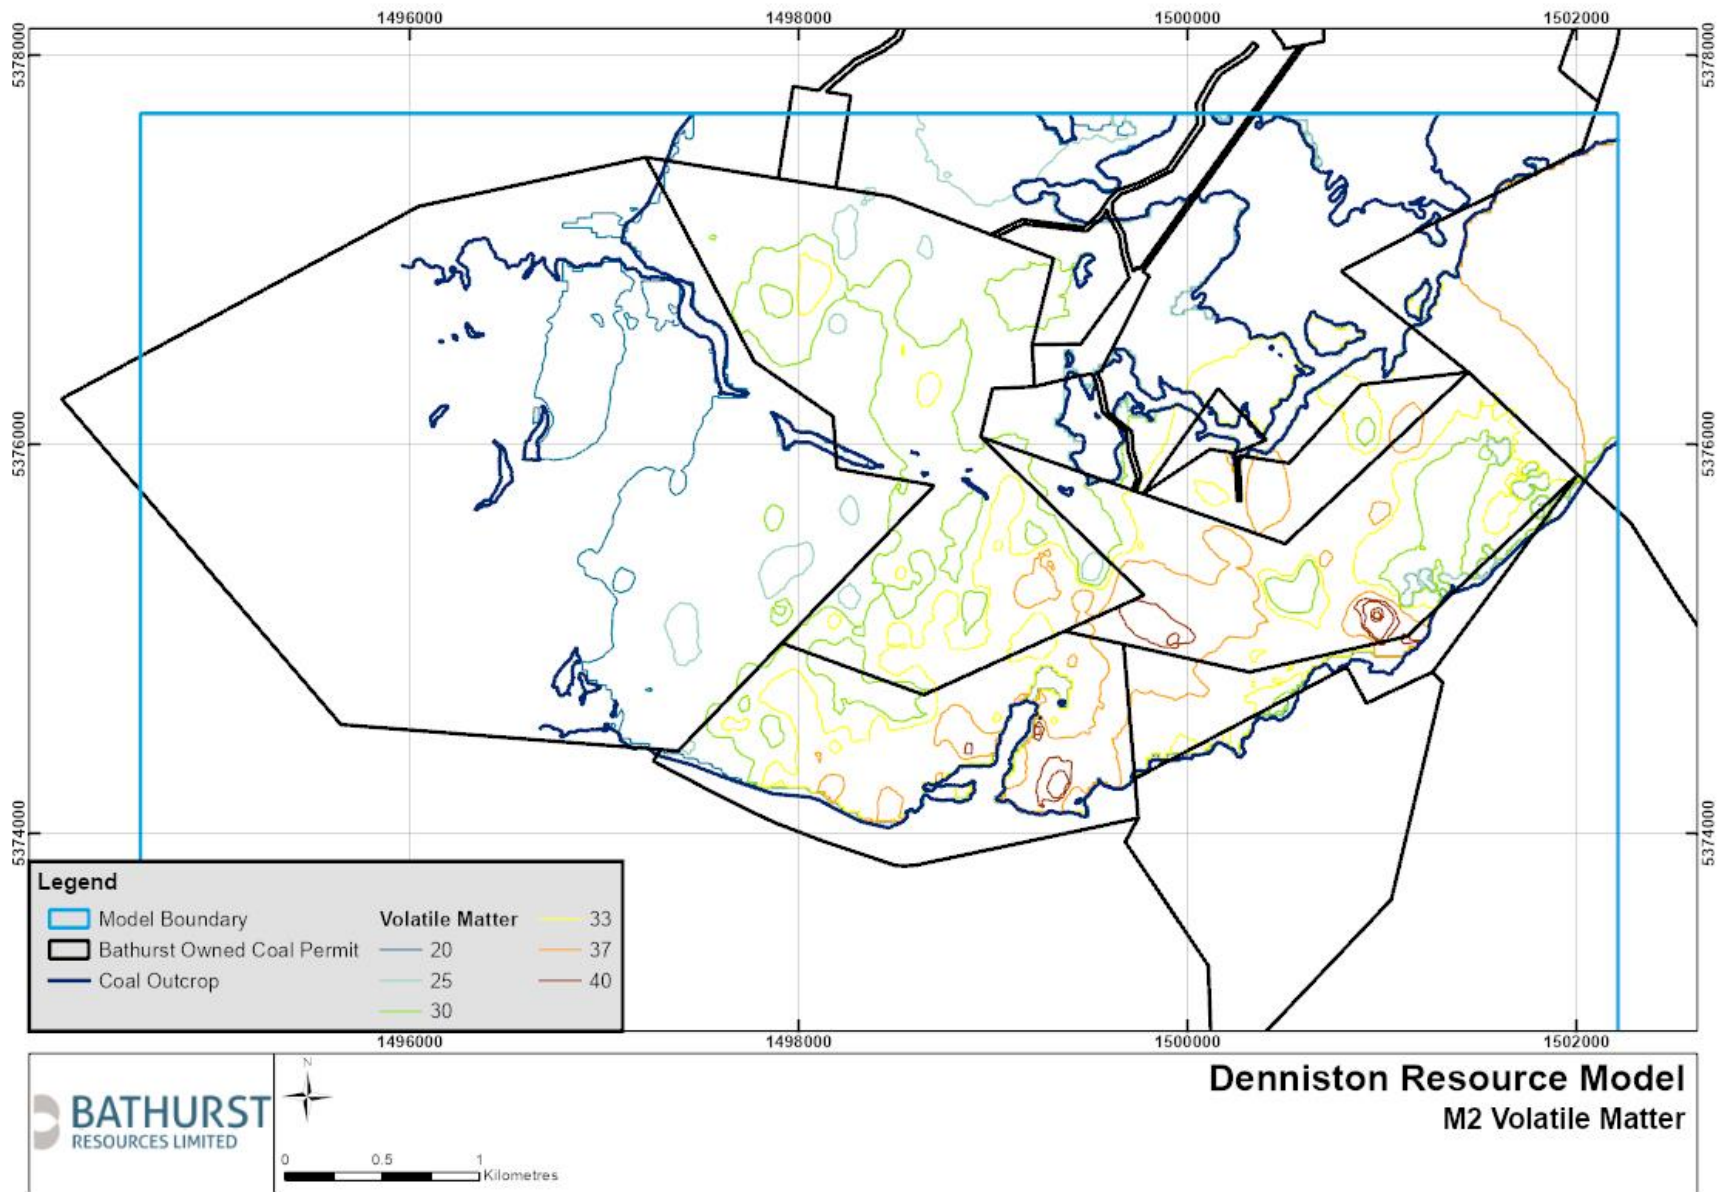 1496000 1498000 1500000 1502000
5378000 5378000
5376000 5376000
5374000 5374000
Legend
Model Boundary
Bathurst Owned Coal Permit
Coal Outcrop
Volatile Matter
20
25
30
33
37
40
1496000 1498000 1500000 1502000
BATHURST
RESOURCES LIMITED
N
0 0.5 1
Kilometres
Denniston Resource Model
M2 Volatile Matter